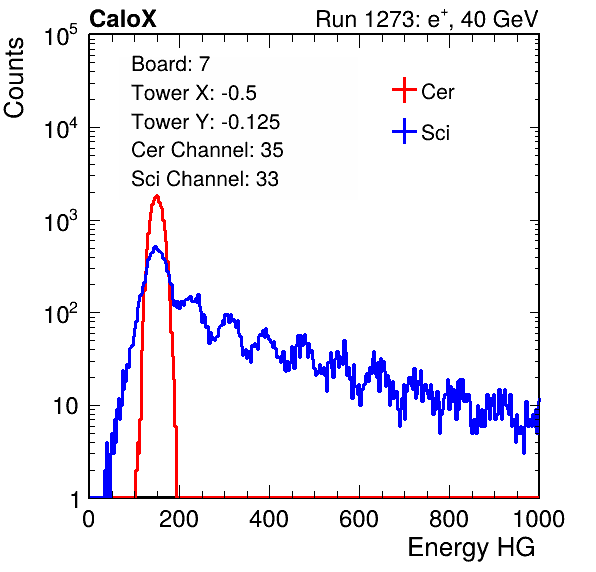 CaloX Run 1273: e⁺, 40 GeV
Board: 7
Tower X: -0.5
Tower Y: -0.125
Cer Channel: 35
Sci Channel: 33
Cer
Sci
Counts
10⁵
10⁴
10³
10²
10
1
0 200 400 600 800 1000
Energy HG